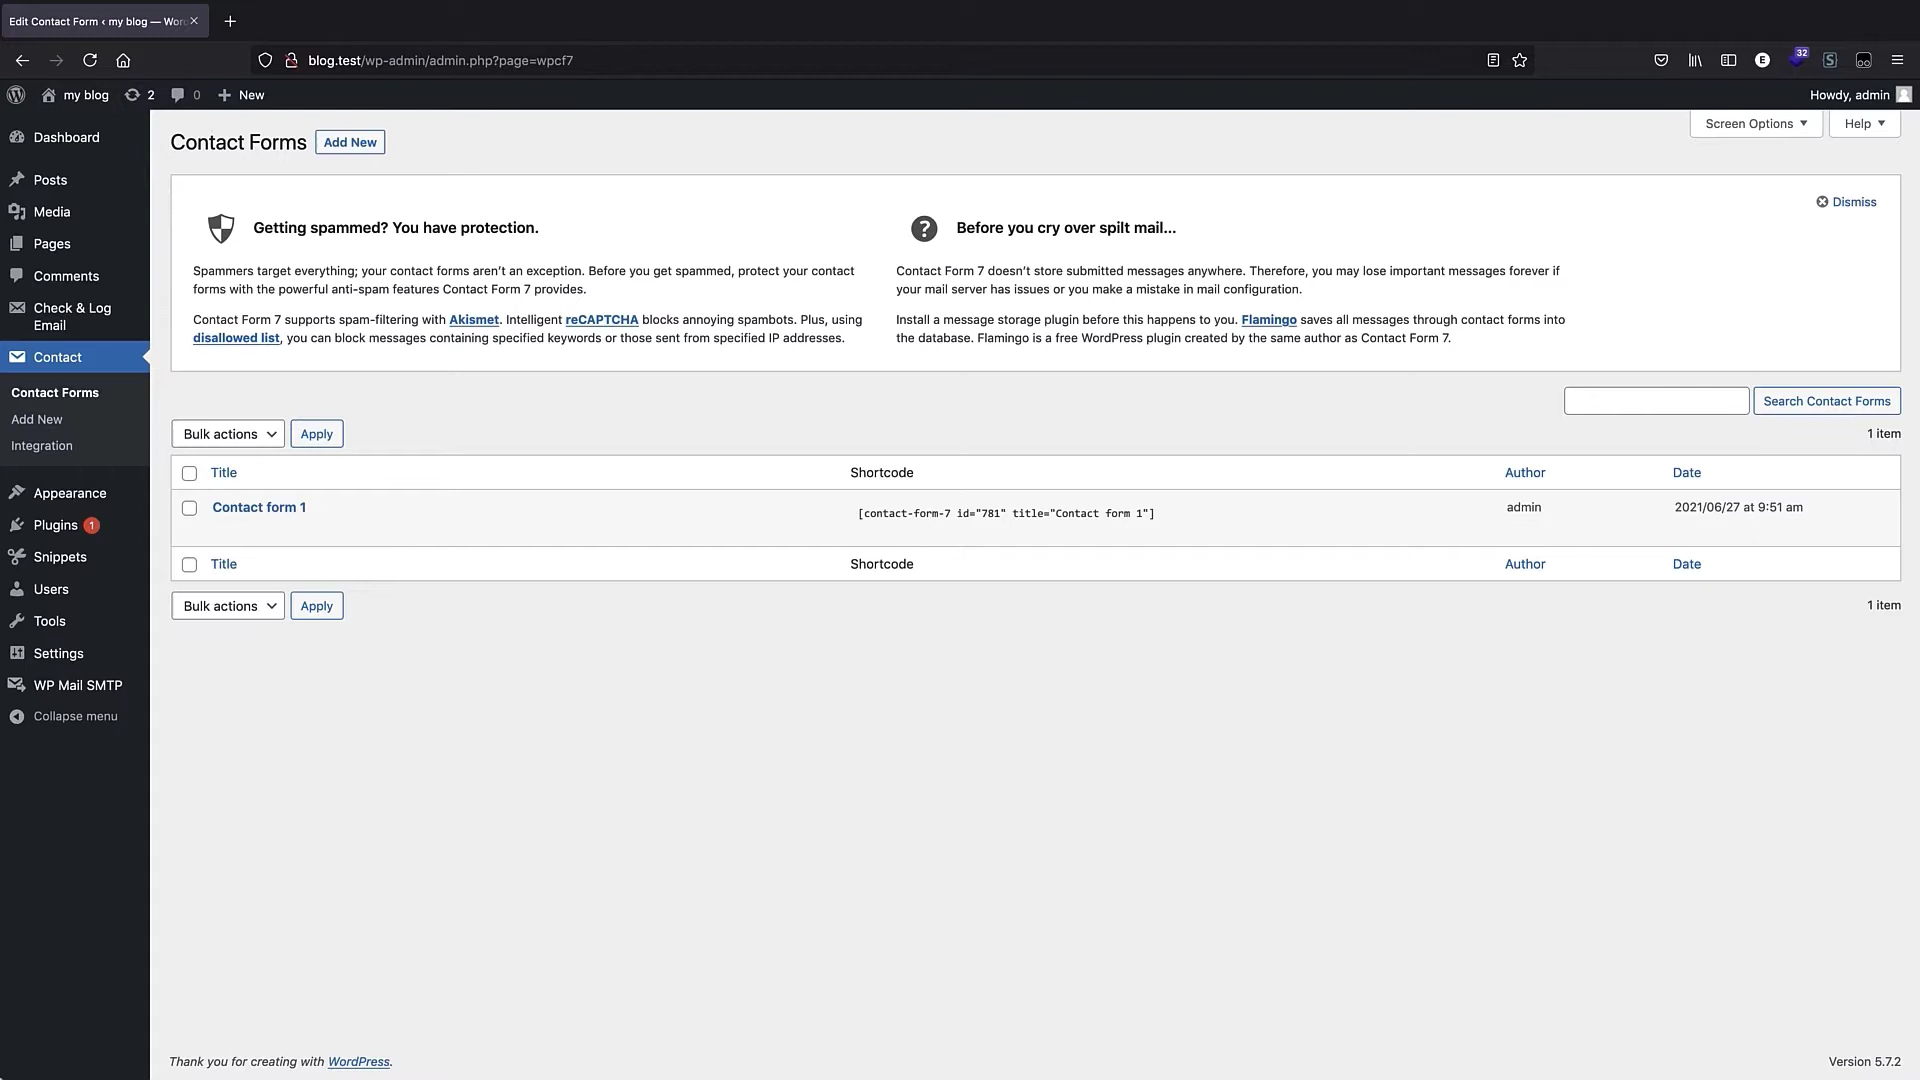 Edit Contact Form ‹ my blog — Wor
blog.test/wp-admin/admin.php?page=wpcf7
32
E
S
my blog
2
0
New
Howdy, admin
Dashboard
Posts
Media
Pages
Comments
Check & Log
Email
Contact
Contact Forms
Add New
Integration
Appearance
Plugins 1
Snippets
Users
Tools
Settings
WP Mail SMTP
Collapse menu
Contact Forms
Add New
Screen Options
Help
Dismiss
Getting spammed? You have protection.
Spammers target everything; your contact forms aren’t an exception. Before you get spammed, protect your contact
forms with the powerful anti-spam features Contact Form 7 provides.
Contact Form 7 supports spam-filtering with Akismet. Intelligent reCAPTCHA blocks annoying spambots. Plus, using
disallowed list, you can block messages containing specified keywords or those sent from specified IP addresses.
Before you cry over spilt mail…
Contact Form 7 doesn’t store submitted messages anywhere. Therefore, you may lose important messages forever if
your mail server has issues or you make a mistake in mail configuration.
Install a message storage plugin before this happens to you. Flamingo saves all messages through contact forms into
the database. Flamingo is a free WordPress plugin created by the same author as Contact Form 7.
Search Contact Forms
Bulk actions
Apply
1 item
Title
Shortcode
Author
Date
Contact form 1
[contact-form-7 id="781" title="Contact form 1"]
admin
2021/06/27 at 9:51 am
Title
Shortcode
Author
Date
Bulk actions
Apply
1 item
Thank you for creating with WordPress.
Version 5.7.2